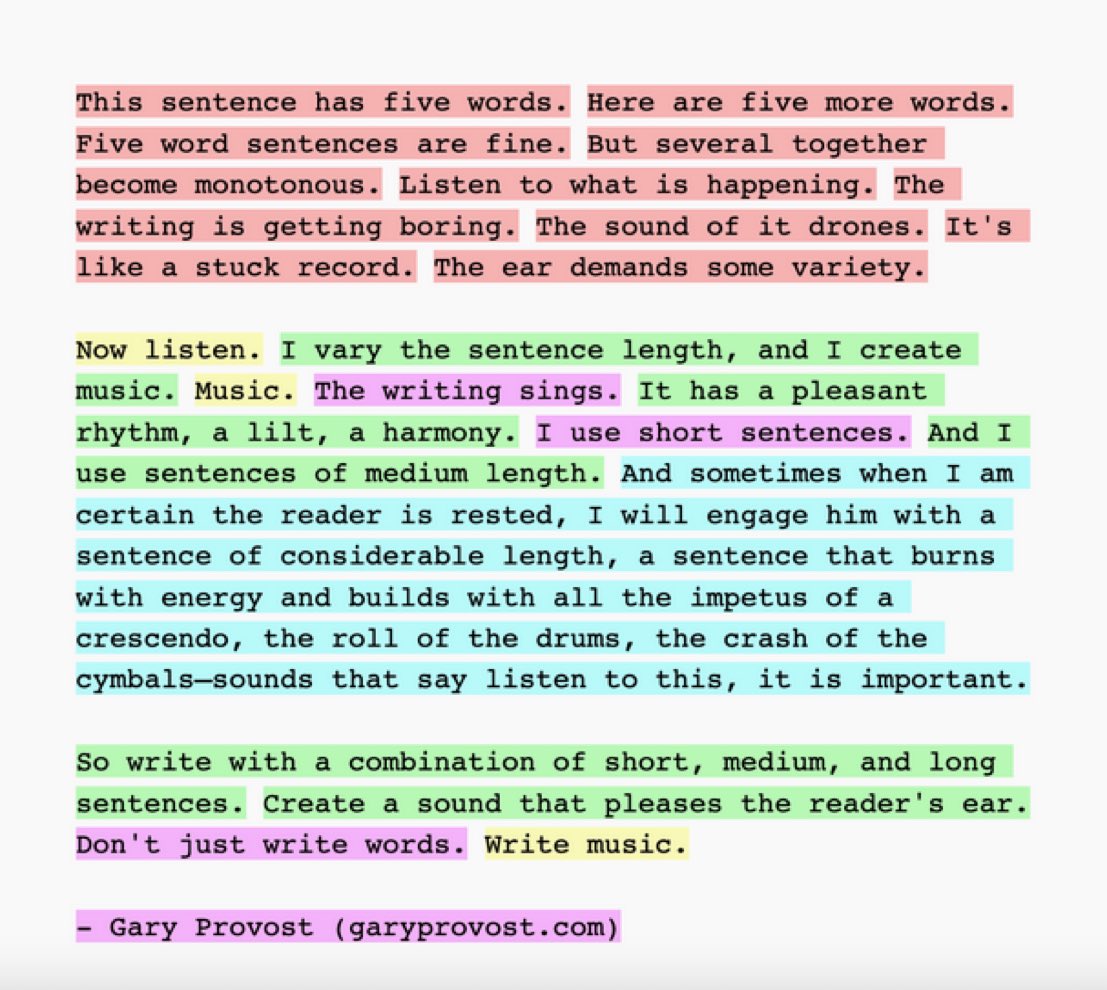 This sentence has five words. Here are five more words.
Five word sentences are fine. But several together
become monotonous. Listen to what is happening. The
writing is getting boring. The sound of it drones. It's
like a stuck record. The ear demands some variety.
Now listen. I vary the sentence length, and I create
music. Music. The writing sings. It has a pleasant
rhythm, a lilt, a harmony. I use short sentences. And I
use sentences of medium length. And sometimes when I am
certain the reader is rested, I will engage him with a
sentence of considerable length, a sentence that burns
with energy and builds with all the impetus of a
crescendo, the roll of the drums, the crash of the
cymbals—sounds that say listen to this, it is important.
So write with a combination of short, medium, and long
sentences. Create a sound that pleases the reader's ear.
Don't just write words. Write music.
– Gary Provost (garyprovost.com)